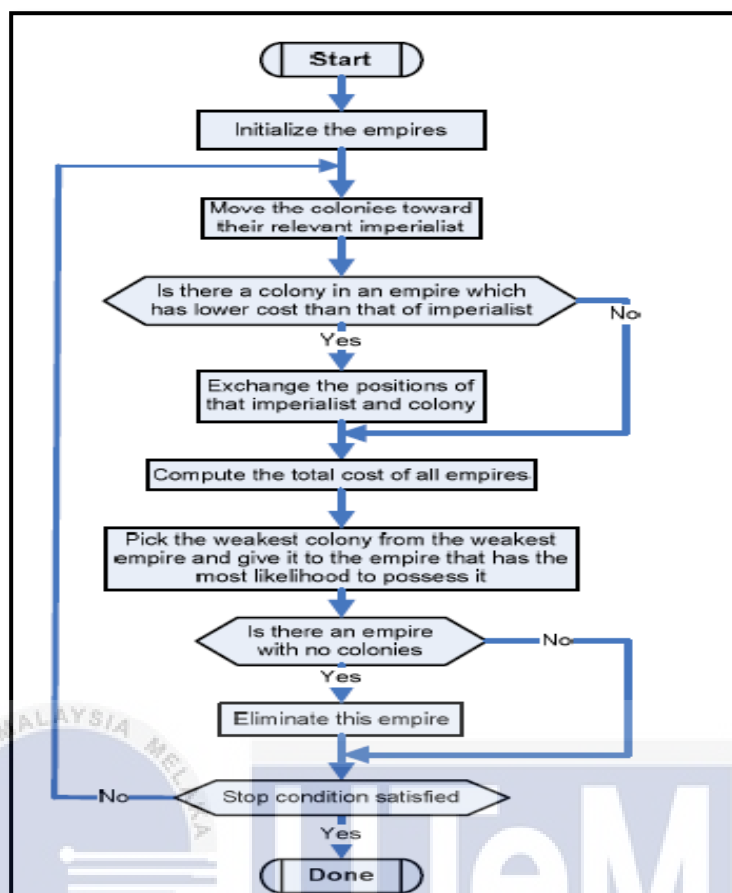 Start
Initialize the empires
Move the colonies toward
their relevant imperialist
Is there a colony in an empire which
has lower cost than that of imperialist
No
Yes
Exchange the positions of
that imperialist and colony
Compute the total cost of all empires
Pick the weakest colony from the weakest
empire and give it to the empire that has the
most likelihood to possess it
Is there an empire
with no colonies
No
Yes
Eliminate this empire
MALAYSIA MELAKA
Stop condition satisfied
No
Yes
UTeM
Done